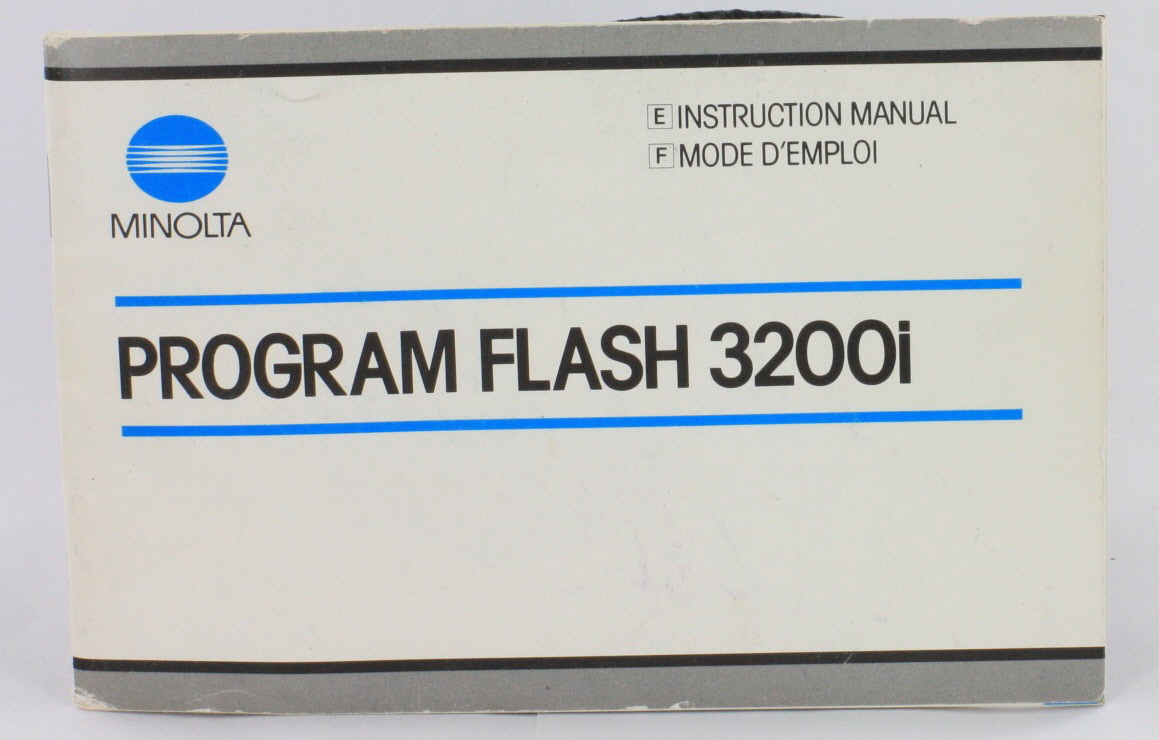 MINOLTA
E INSTRUCTION MANUAL
F MODE D'EMPLOI
PROGRAM FLASH 3200i